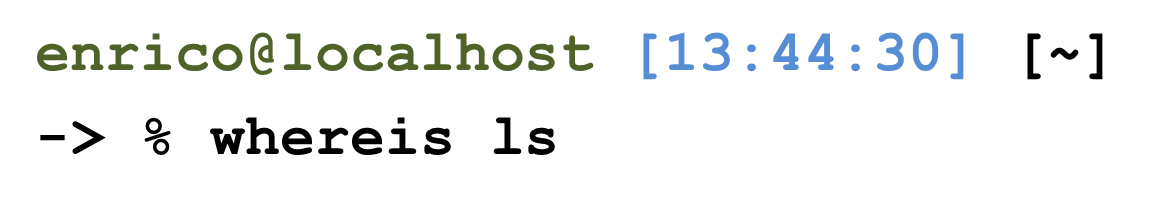 enrico@localhost [13:44:30] [~]
-> % whereis ls